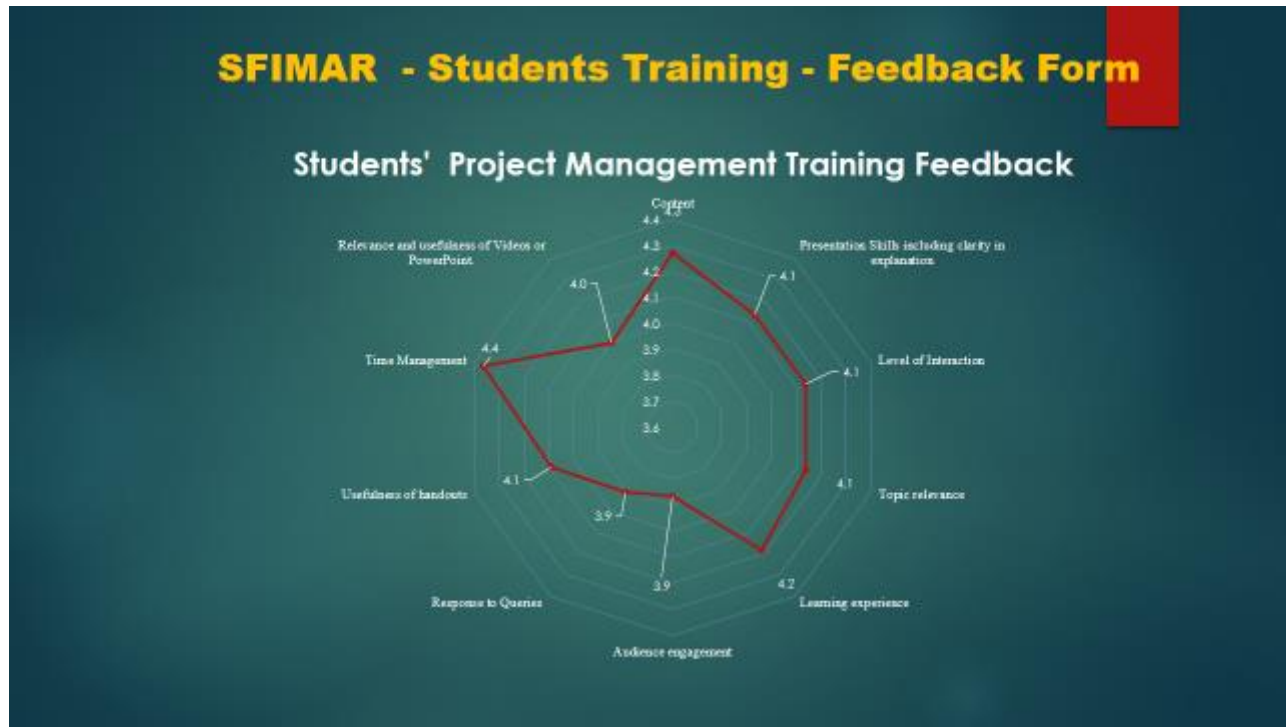 SFIMAR - Students Training - Feedback Form
Students' Project Management Training Feedback
Content
4.3
4.4
4.3
4.2
4.1
4.0
3.9
3.8
3.7
3.6
Presentation Skills including clarity in
explanation
4.1
Level of Interaction
4.1
Topic relevance
4.1
Learning experience
4.2
Audience engagement
3.9
Response to Queries
3.9
Usefulness of handouts
4.1
Time Management
4.4
Relevance and usefulness of Videos or
PowerPoint
4.0